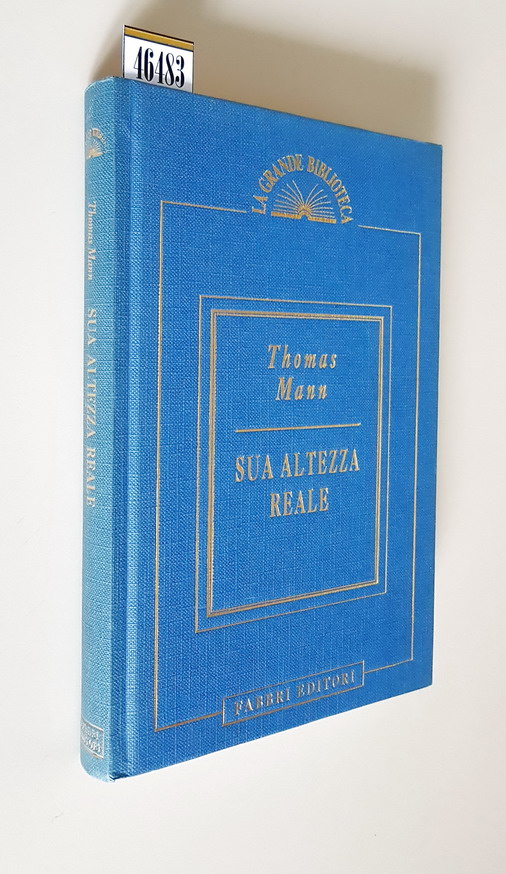 46483
LA GRANDE BIBLIOTECA
Thomas
Mann
SUA ALTEZZA
REALE
FABBRI EDITORI
Thomas Mann
SUA ALTEZZA REALE